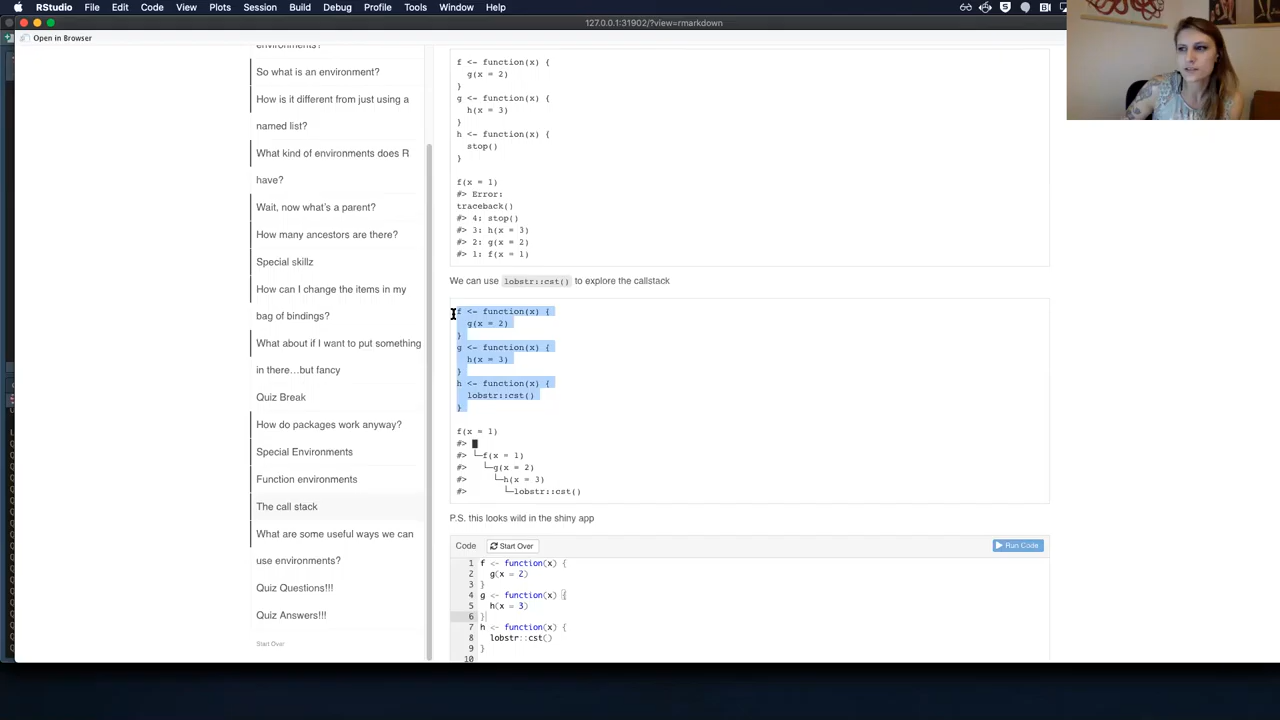 RStudio File Edit Code View Plots Session Build Debug Profile Tools Window Help
127.0.0.1:31902/?view=rmarkdown
Open in Browser
environments?
So what is an environment?
How is it different from just using a
named list?
What kind of environments does R
have?
Wait, now what's a parent?
How many ancestors are there?
Special skillz
How can I change the items in my
bag of bindings?
What about if I want to put something
in there…but fancy
Quiz Break
How do packages work anyway?
Special Environments
Function environments
The call stack
What are some useful ways we can
use environments?
Quiz Questions!!!
Quiz Answers!!!
Start Over
f <- function(x) {
g(x = 2)
}
g <- function(x) {
h(x = 3)
}
h <- function(x) {
stop()
}
f(x = 1)
#> Error:
traceback()
#> 4: stop()
#> 3: h(x = 3)
#> 2: g(x = 2)
#> 1: f(x = 1)
We can use lobstr::cst() to explore the callstack
f <- function(x) {
g(x = 2)
}
g <- function(x) {
h(x = 3)
}
h <- function(x) {
lobstr::cst()
}
f(x = 1)
#> █
#> └─f(x = 1)
#> └─g(x = 2)
#> └─h(x = 3)
#> └─lobstr::cst()
P.S. this looks wild in the shiny app
Code Start Over Run Code
1 f <- function(x) {
2 g(x = 2)
3 }
4 g <- function(x) {
5 h(x = 3)
6 }
7 h <- function(x) {
8 lobstr::cst()
9 }
10